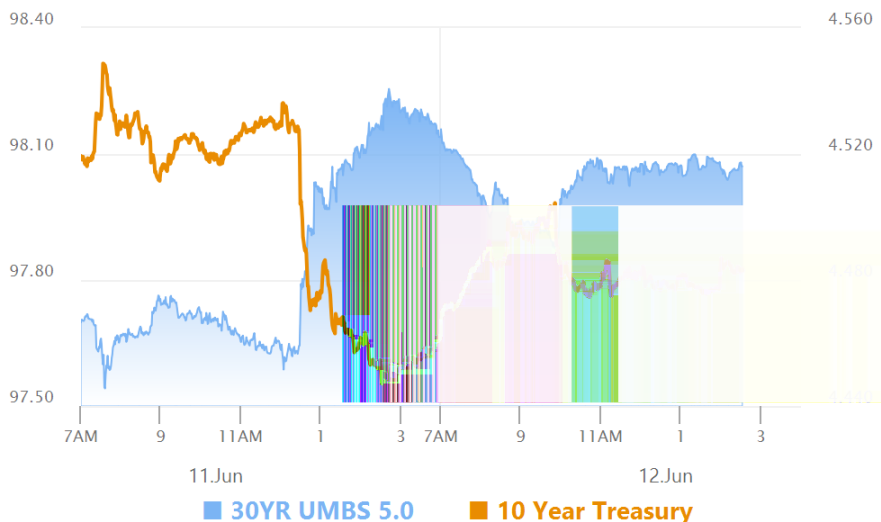 98.40 4.560
98.10 4.520
97.80 4.480
97.50
7AM 9 11AM 1 3 7AM 9 11AM 1 3
11.Jun 12.Jun
30YR UMBS 5.0 10 Year Treasury